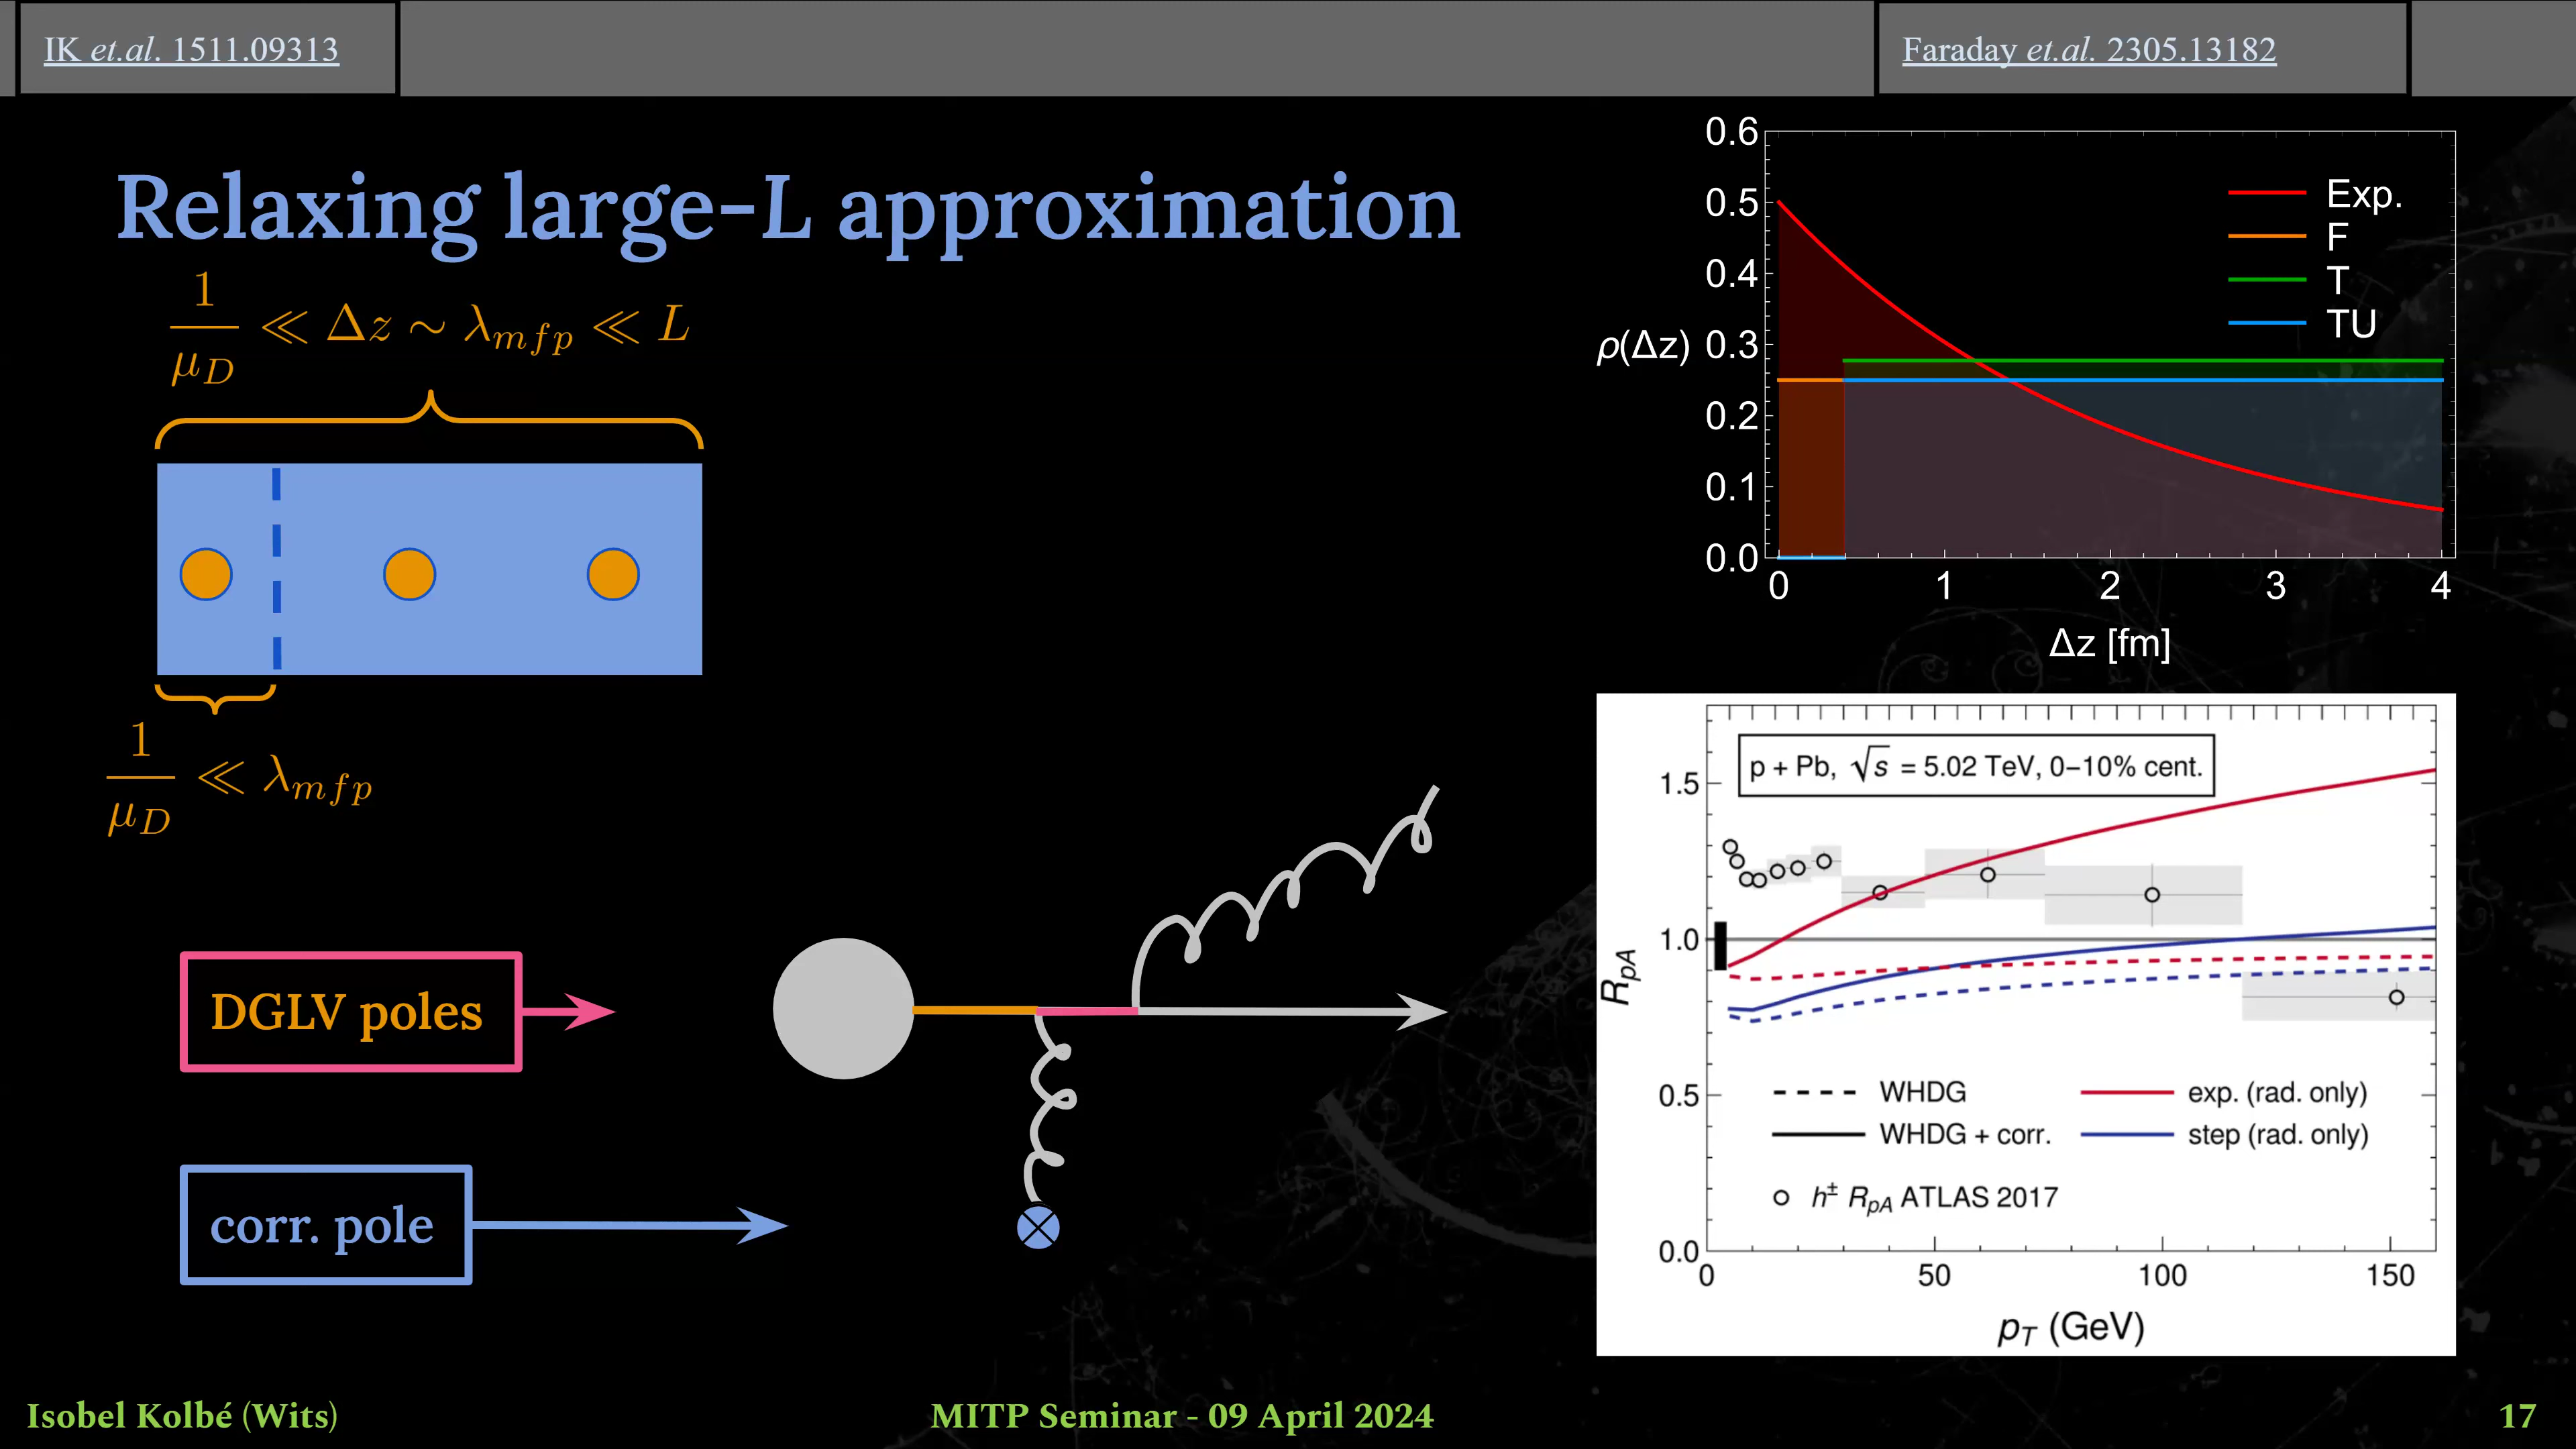 IK et.al. 1511.09313
Faraday et.al. 2305.13182
Relaxing large-L approximation
1/μ_D ≪ Δz ∼ λ_mfp ≪ L
1/μ_D ≪ λ_mfp
DGLV poles
corr. pole
0.6
0.5
0.4
0.3
0.2
0.1
0.0
ρ(Δz)
Exp.
F
T
TU
0 1 2 3 4
Δz [fm]
p + Pb, √s = 5.02 TeV, 0−10% cent.
1.5
1.0
0.5
0.0
R_pA
WHDG
WHDG + corr.
exp. (rad. only)
step (rad. only)
h± R_pA ATLAS 2017
0 50 100 150
p_T (GeV)
Isobel Kolbé (Wits)
MITP Seminar - 09 April 2024
17